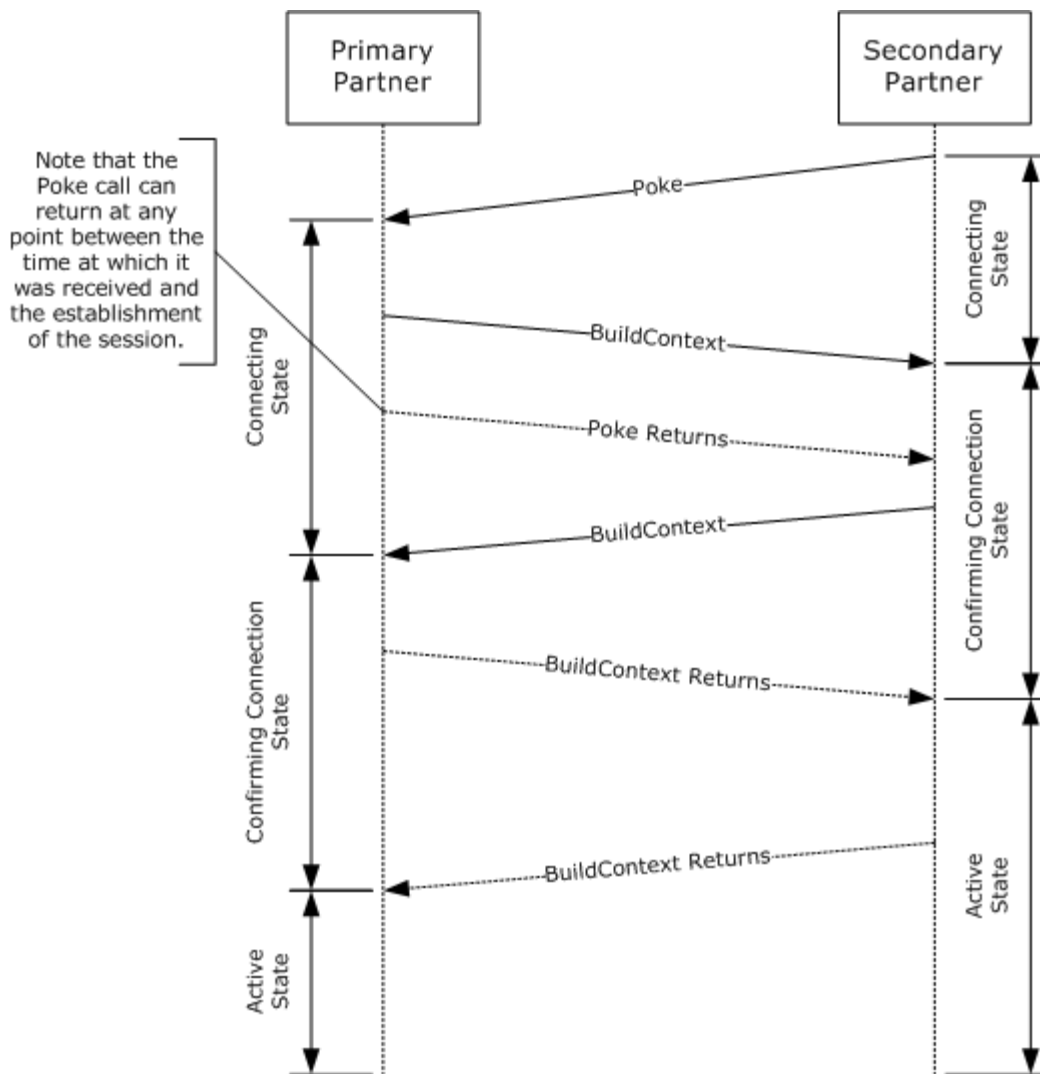 Primary
Partner
Secondary
Partner
Note that the
Poke call can
return at any
point between the
time at which it
was received and
the establishment
of the session.
Poke
Connecting
State
BuildContext
Connecting
State
Poke Returns
BuildContext
Confirming Connection
State
BuildContext Returns
Confirming Connection
State
BuildContext Returns
Active
State
Active
State